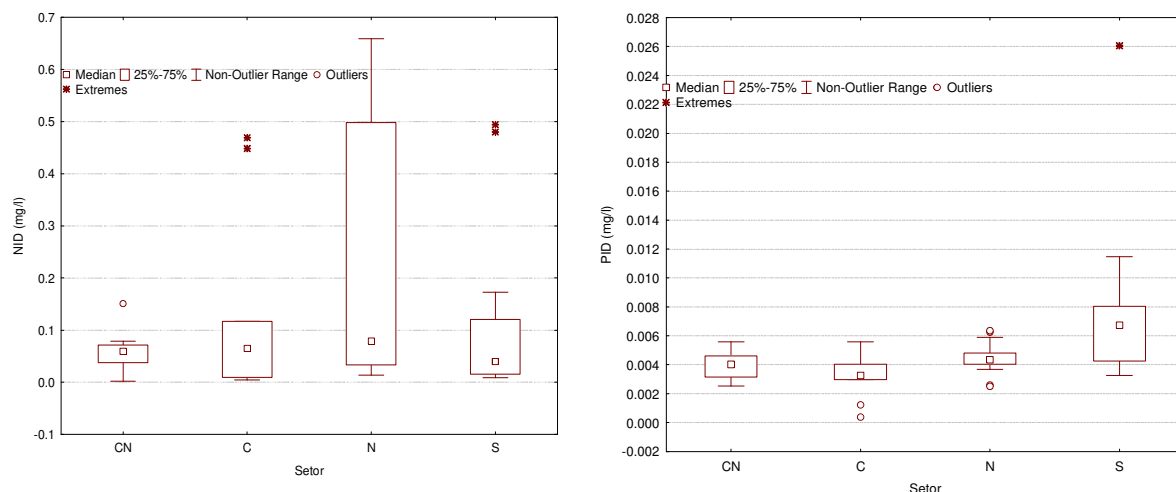 0.7
0.6
0.5
0.4
0.3
0.2
0.1
0.0
-0.1
NID (mg/l)
Median 25%-75% Non-Outlier Range Outliers
Extremes
CN C N S
Setor
0.028
0.026
0.024
0.022
0.020
0.018
0.016
0.014
0.012
0.010
0.008
0.006
0.004
0.002
0.000
-0.002
PID (mg/l)
Median 25%-75% Non-Outlier Range Outliers
Extremes
CN C N S
Setor